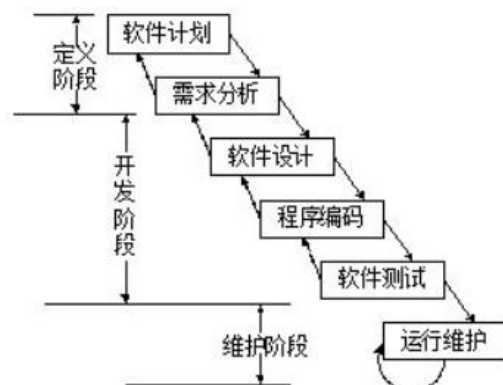 软件计划
定义
阶段
需求分析
软件设计
开
发
阶
段
程序编码
软件测试
运行维护
维护阶段